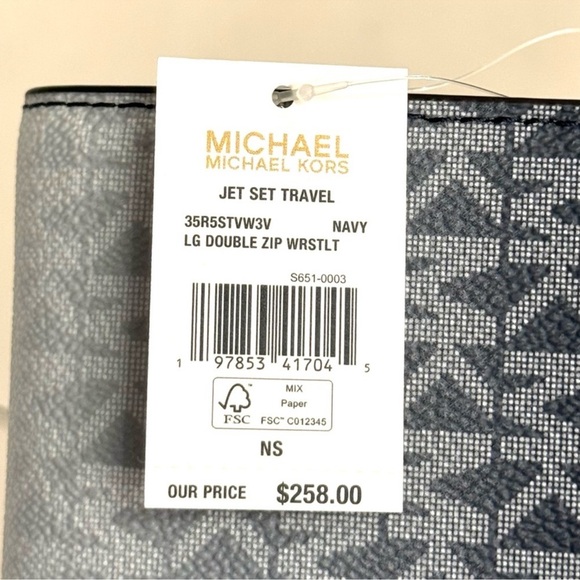 MICHAEL
MICHAEL KORS
JET SET TRAVEL
35R5STVW3V NAVY
LG DOUBLE ZIP WRSTLT
S651-0003
1 97853 41704 5
FSC
MIX
Paper
FSC™ C012345
NS
OUR PRICE $258.00